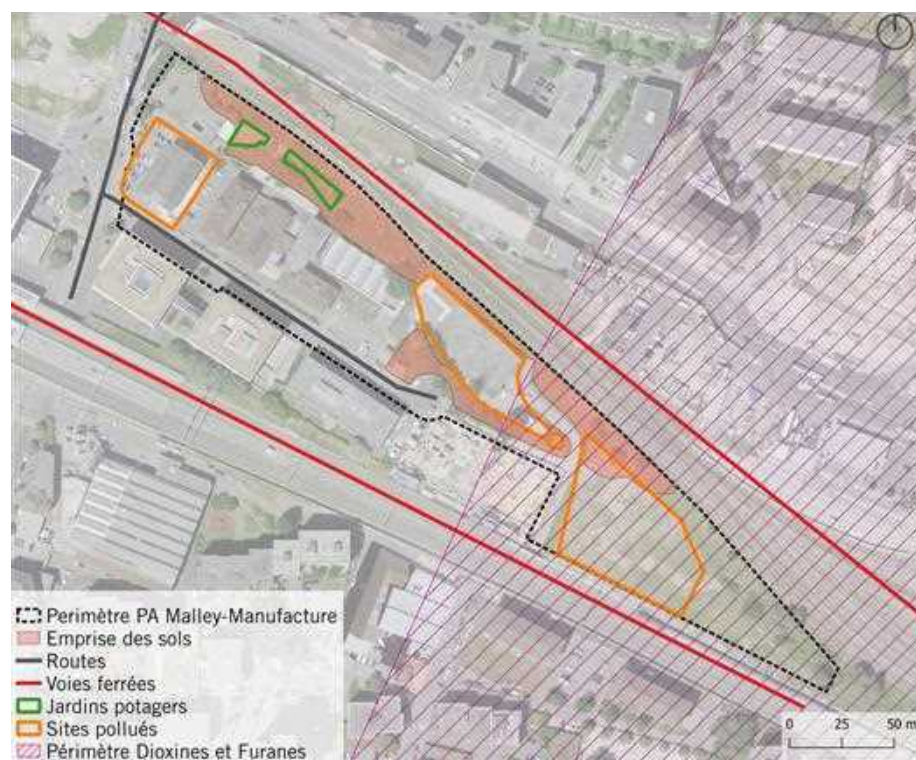 Perimètre PA Malley-Manufacture
Emprise des sols
Routes
Voies ferrées
Jardins potagers
Sites pollués
Périmètre Dioxines et Furanes
0 25 50 m